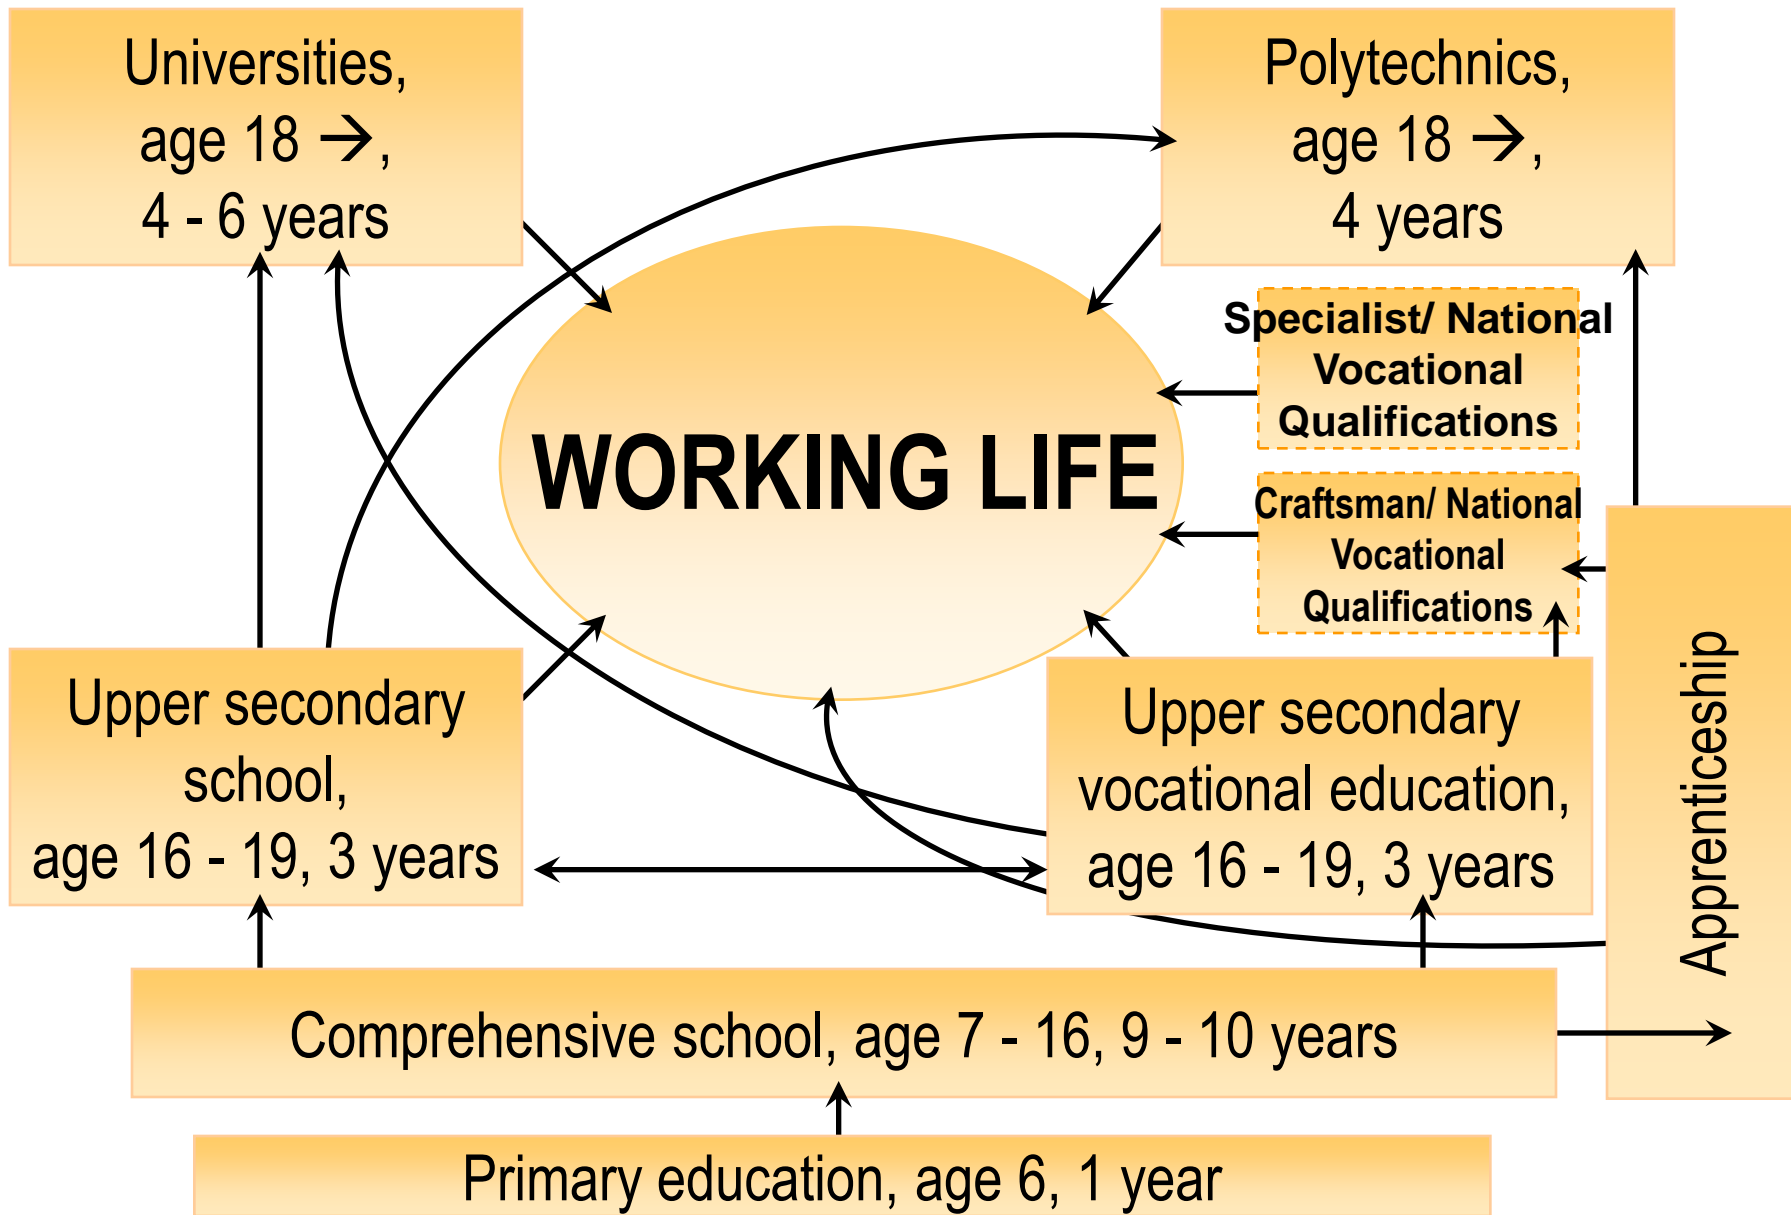 Universities,
age 18 →,
4 - 6 years
Polytechnics,
age 18 →,
4 years
Specialist/ National
Vocational
Qualifications
WORKING LIFE
Craftsman/ National
Vocational
Qualifications
Upper secondary
school,
age 16 - 19, 3 years
Upper secondary
vocational education,
age 16 - 19, 3 years
Apprenticeship
Comprehensive school, age 7 - 16, 9 - 10 years
Primary education, age 6, 1 year